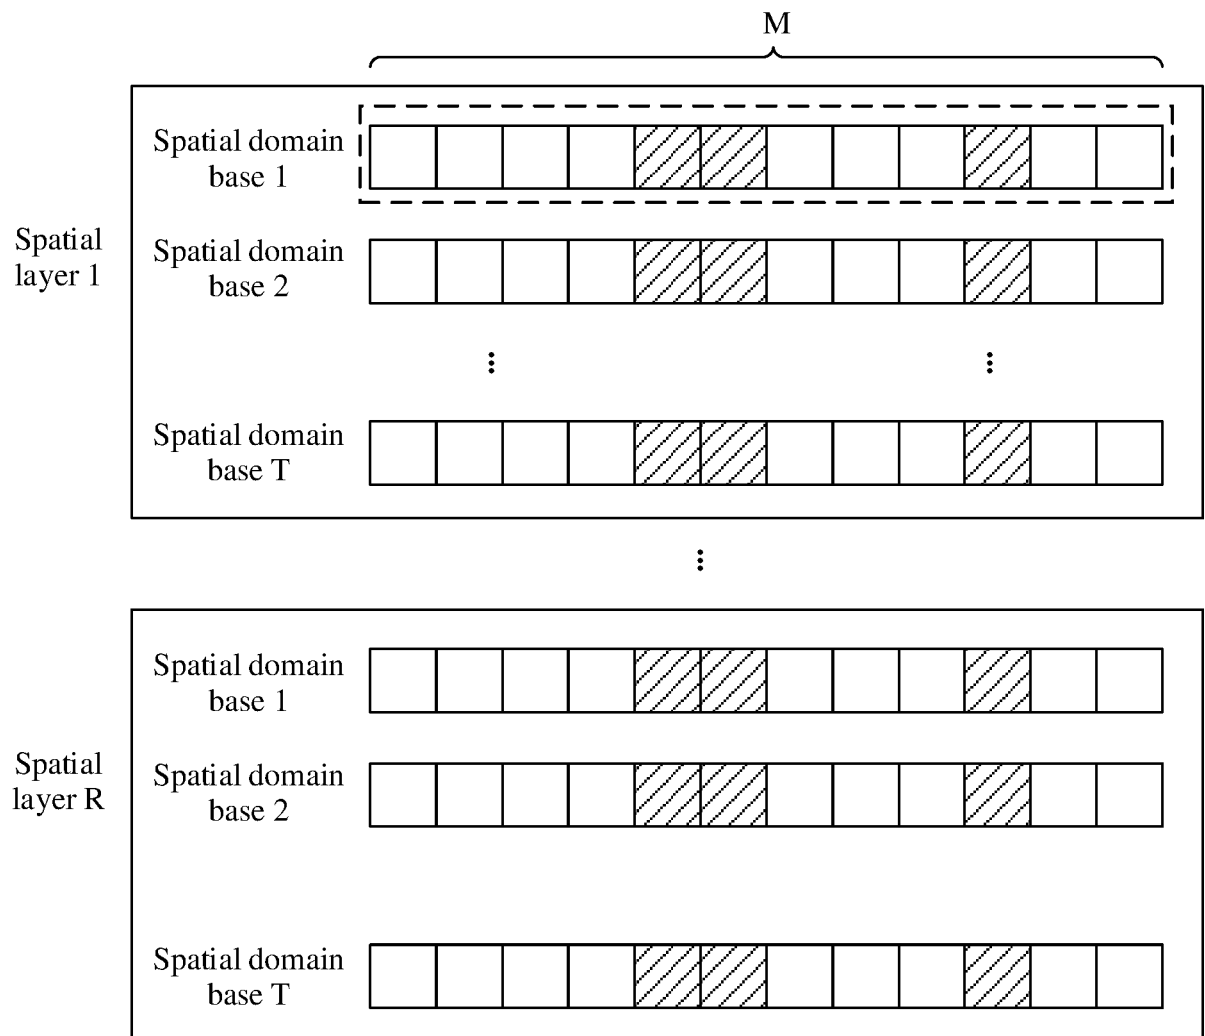 M
Spatial domain
base 1
Spatial
layer 1
Spatial domain
base 2
Spatial domain
base T
Spatial domain
base 1
Spatial
layer R
Spatial domain
base 2
Spatial domain
base T